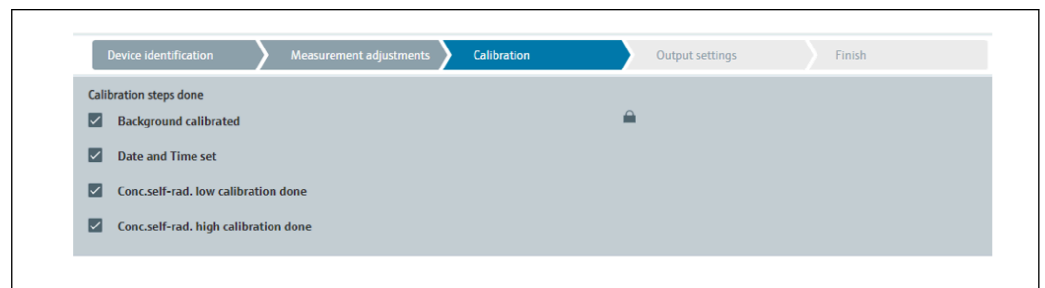 Device identification Measurement adjustments Calibration Output settings Finish
Calibration steps done
Background calibrated
Date and Time set
Conc.self-rad. low calibration done
Conc.self-rad. high calibration done